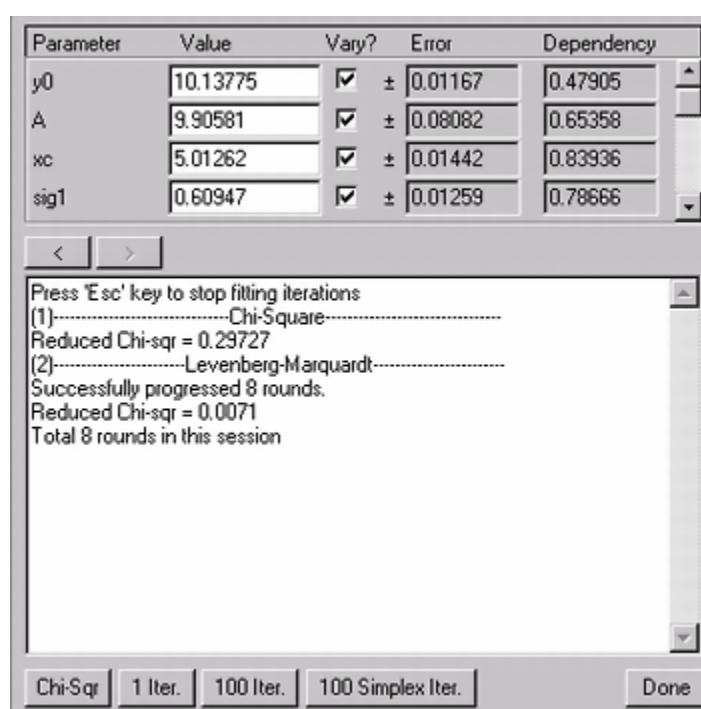 Parameter Value Vary? Error Dependency
y0 10.13775 ± 0.01167 0.47905
A 9.90581 ± 0.08082 0.65358
xc 5.01262 ± 0.01442 0.83936
sig1 0.60947 ± 0.01259 0.78666
< >
Press 'Esc' key to stop fitting iterations
(1)------------------------------Chi-Square------------------------------
Reduced Chi-sqr = 0.29727
(2)----------------------Levenberg-Marquardt-----------------------
Successfully progressed 8 rounds.
Reduced Chi-sqr = 0.0071
Total 8 rounds in this session
Chi-Sqr 1 Iter. 100 Iter. 100 Simplex Iter. Done